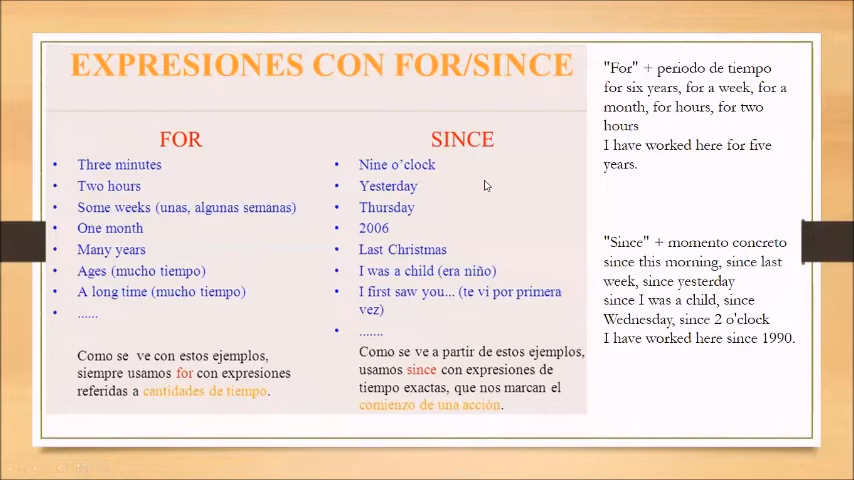 EXPRESIONES CON FOR/SINCE
FOR
• Three minutes
• Two hours
• Some weeks (unas, algunas semanas)
• One month
• Many years
• Ages (mucho tiempo)
• A long time (mucho tiempo)
• ......
Como se ve con estos ejemplos,
siempre usamos for con expresiones
referidas a cantidades de tiempo.
SINCE
• Nine o’clock
• Yesterday
• Thursday
• 2006
• Last Christmas
• I was a child (era niño)
• I first saw you... (te vi por primera
vez)
• .......
Como se ve a partir de estos ejemplos,
usamos since con expresiones de
tiempo exactas, que nos marcan el
comienzo de una acción.
"For" + periodo de tiempo
for six years, for a week, for a
month, for hours, for two
hours
I have worked here for five
years.
"Since" + momento concreto
since this morning, since last
week, since yesterday
since I was a child, since
Wednesday, since 2 o'clock
I have worked here since 1990.